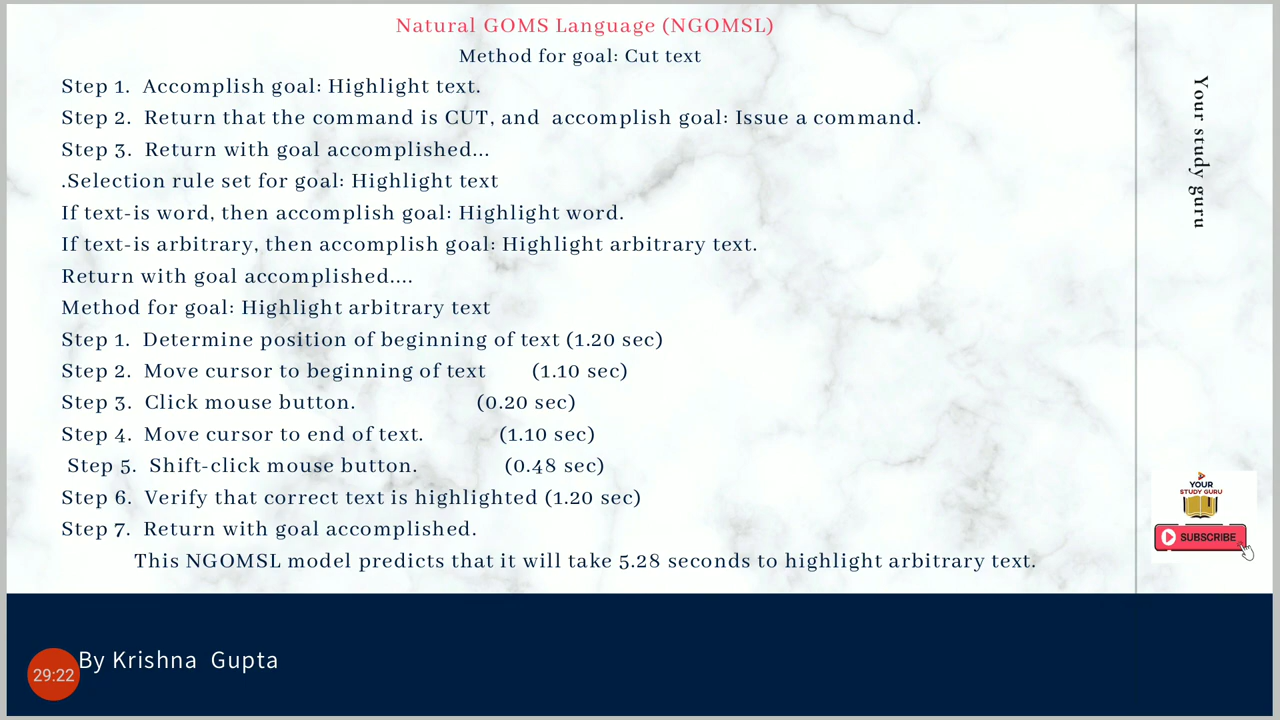 Natural GOMS Language (NGOMSL)
Method for goal: Cut text
Step 1. Accomplish goal: Highlight text.
Step 2. Return that the command is CUT, and accomplish goal: Issue a command.
Step 3. Return with goal accomplished...
.Selection rule set for goal: Highlight text
If text-is word, then accomplish goal: Highlight word.
If text-is arbitrary, then accomplish goal: Highlight arbitrary text.
Return with goal accomplished....
Method for goal: Highlight arbitrary text
Step 1. Determine position of beginning of text (1.20 sec)
Step 2. Move cursor to beginning of text (1.10 sec)
Step 3. Click mouse button. (0.20 sec)
Step 4. Move cursor to end of text. (1.10 sec)
Step 5. Shift-click mouse button. (0.48 sec)
Step 6. Verify that correct text is highlighted (1.20 sec)
Step 7. Return with goal accomplished.
This NGOMSL model predicts that it will take 5.28 seconds to highlight arbitrary text.
Your study guru
YOUR
STUDY GURU
SUBSCRIBE
By Krishna Gupta
29:22